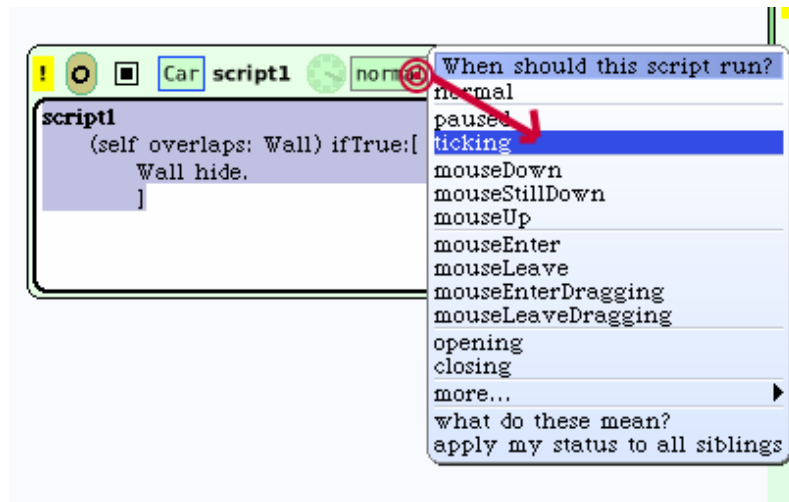 ! Car script1 normal
script1
(self overlaps: Wall) ifTrue:[
Wall hide.
]
When should this script run?
normal
paused
ticking
mouseDown
mouseStillDown
mouseUp
mouseEnter
mouseLeave
mouseEnterDragging
mouseLeaveDragging
opening
closing
more...
what do these mean?
apply my status to all siblings